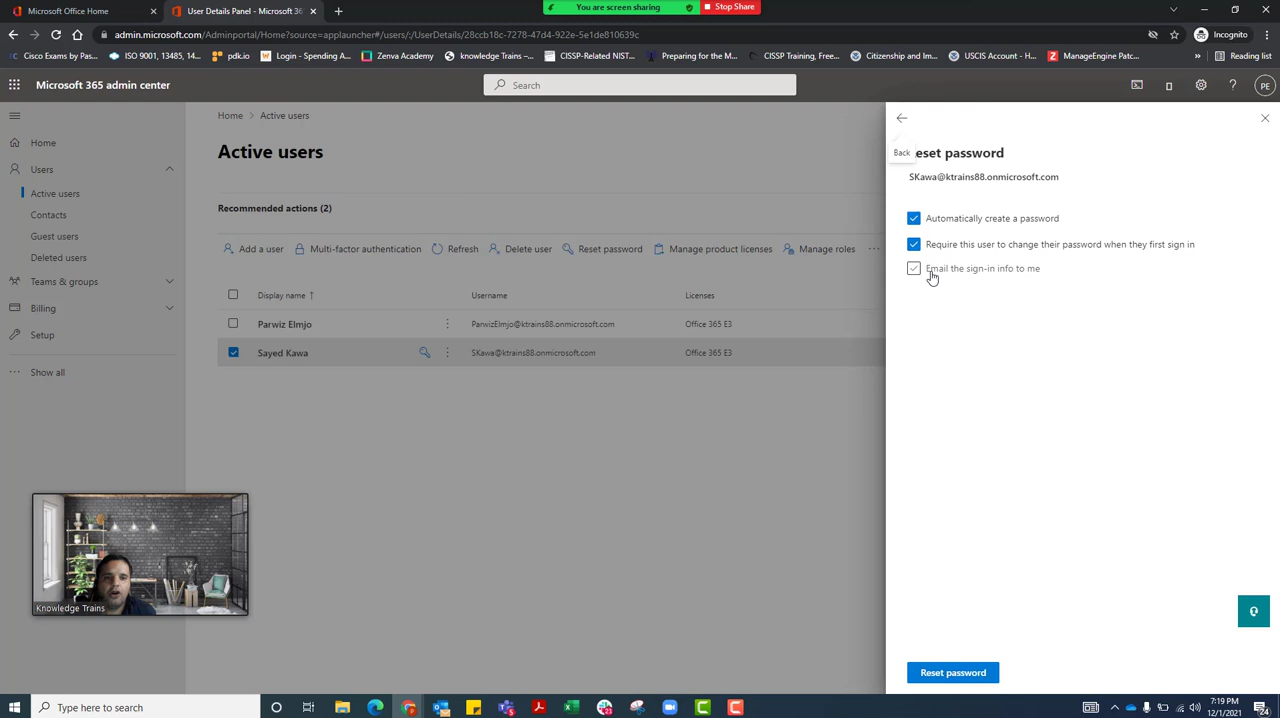 Microsoft Office Home
User Details Panel - Microsoft 36
You are screen sharing
Stop Share
admin.microsoft.com/Adminportal/Home?source=applauncher#/users/:/UserDetails/28ccb18c-7278-47d4-922e-5e1de810639c
Incognito
Cisco Exams by Pas...
ISO 9001, 13485, 14...
pdk.io
Login - Spending A...
Zenva Academy
knowledge Trains –...
CISSP-Related NIST...
Preparing for the M...
CISSP Training, Free...
Citizenship and Im...
USCIS Account - H...
ManageEngine Patc...
Reading list
Microsoft 365 admin center
Search
PE
Home
Users
Active users
Contacts
Guest users
Deleted users
Teams & groups
Billing
Setup
Show all
Home > Active users
Active users
Recommended actions (2)
Add a user
Multi-factor authentication
Refresh
Delete user
Reset password
Manage product licenses
Manage roles
Display name ↑
Username
Licenses
Parwiz Elmjo
ParwizElmjo@ktrains88.onmicrosoft.com
Office 365 E3
Sayed Kawa
SKawa@ktrains88.onmicrosoft.com
Office 365 E3
Back
eset password
SKawa@ktrains88.onmicrosoft.com
Automatically create a password
Require this user to change their password when they first sign in
Email the sign-in info to me
Reset password
Knowledge Trains
Type here to search
23
7:19 PM
12/1/2021
24